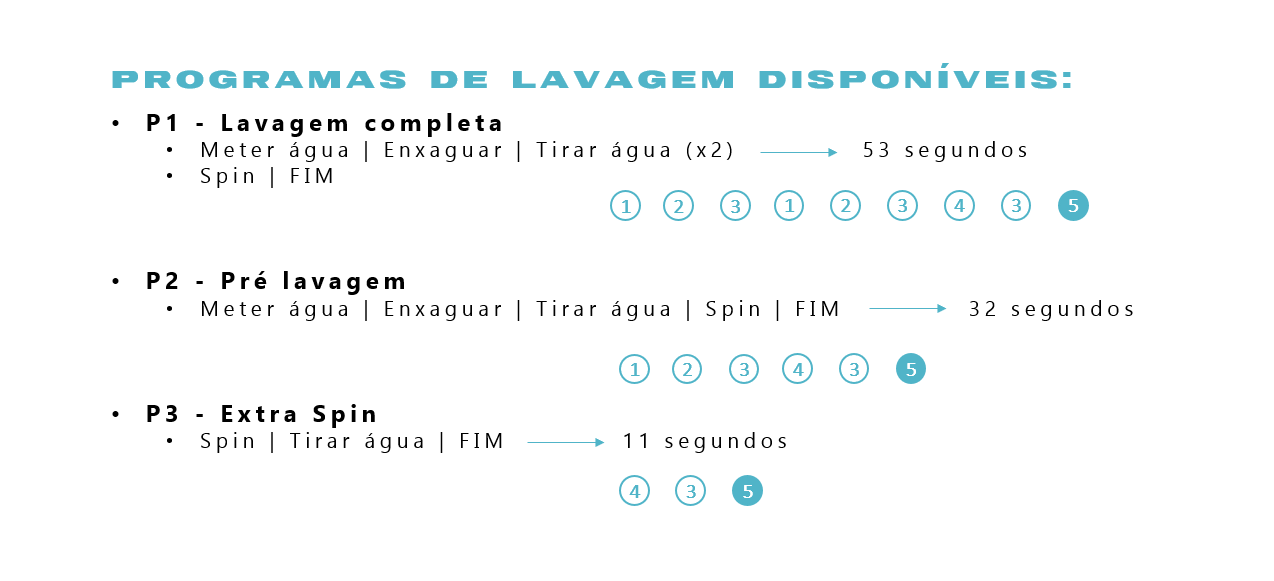 PROGRAMAS DE LAVAGEM DISPONÍVEIS:
• P1 - Lavagem completa
• Meter água | Enxaguar | Tirar água (x2) 53 segundos
• Spin | FIM
1 2 3 1 2 3 4 3 5
• P2 - Pré lavagem
• Meter água | Enxaguar | Tirar água | Spin | FIM 32 segundos
1 2 3 4 3 5
• P3 - Extra Spin
• Spin | Tirar água | FIM 11 segundos
4 3 5